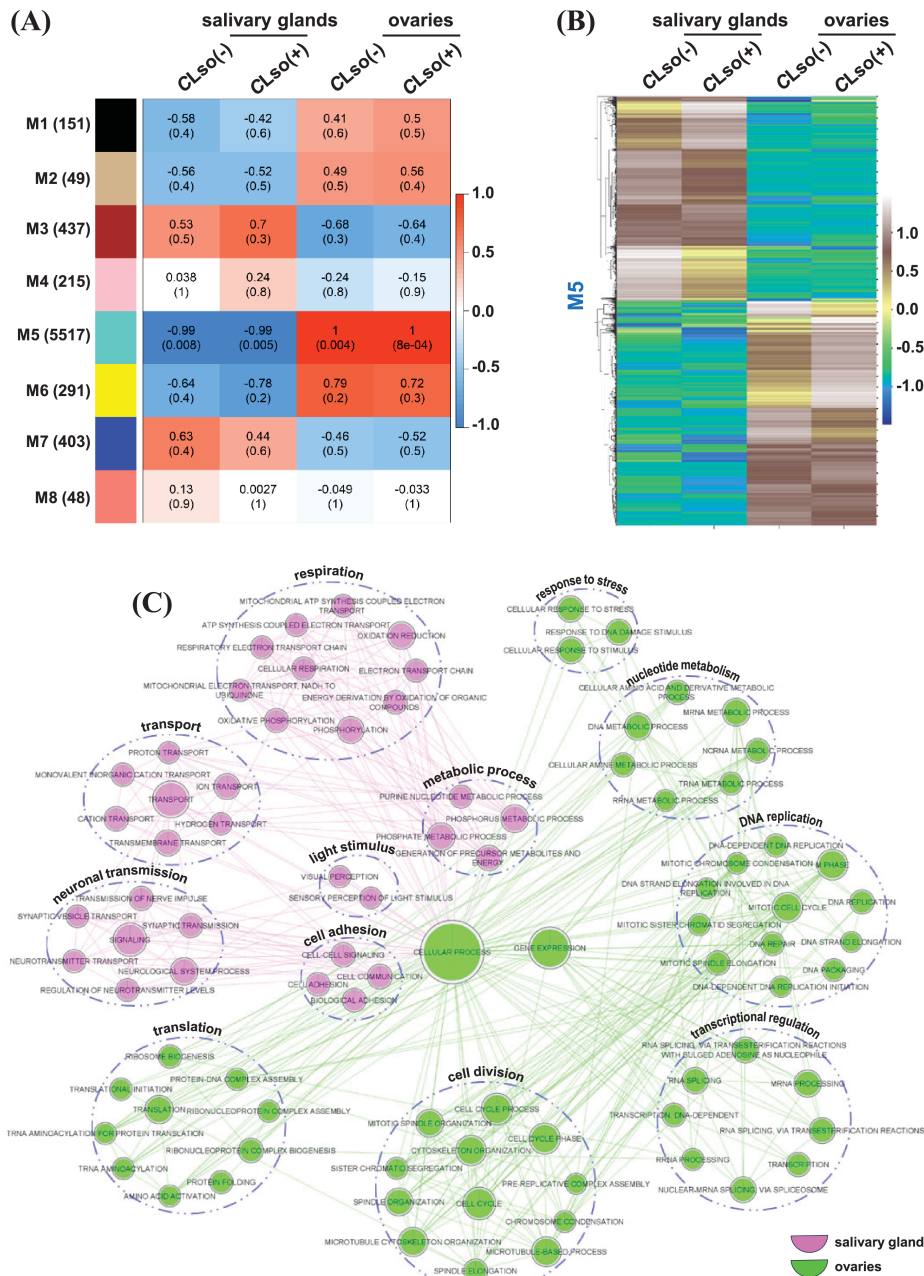 (A)
salivary glands
ovaries
CLso(-)
CLso(+)
CLso(-)
CLso(+)
M1 (151)
-0.58
(0.4)
-0.42
(0.6)
0.41
(0.6)
0.5
(0.5)
M2 (49)
-0.56
(0.4)
-0.52
(0.5)
0.49
(0.5)
0.56
(0.4)
M3 (437)
0.53
(0.5)
0.7
(0.3)
-0.68
(0.3)
-0.64
(0.4)
M4 (215)
0.038
(1)
0.24
(0.8)
-0.24
(0.8)
-0.15
(0.9)
M5 (5517)
-0.99
(0.008)
-0.99
(0.005)
1
(0.004)
1
(8e-04)
M6 (291)
-0.64
(0.4)
-0.78
(0.2)
0.79
(0.2)
0.72
(0.3)
M7 (403)
0.63
(0.4)
0.44
(0.6)
-0.46
(0.5)
-0.52
(0.5)
M8 (48)
0.13
(0.9)
0.0027
(1)
-0.049
(1)
-0.033
(1)
1.0
0.5
0.0
-0.5
-1.0
(B)
salivary glands
ovaries
CLso(-)
CLso(+)
CLso(-)
CLso(+)
M5
1.0
0.5
0.0
-0.5
-1.0
(C)
respiration
MITOCHONDRIAL ATP SYNTHESIS COUPLED ELECTRON
TRANSPORT
ATP SYNTHESIS COUPLED ELECTRON TRANSPORT
OXIDATION REDUCTION
RESPIRATORY ELECTRON TRANSPORT CHAIN
CELLULAR RESPIRATION
ELECTRON TRANSPORT CHAIN
MITOCHONDRIAL ELECTRON TRANSPORT, NADH TO
UBIQUINONE
ENERGY DERIVATION BY OXIDATION OF ORGANIC
COMPOUNDS
OXIDATIVE PHOSPHORYLATION
PHOSPHORYLATION
response to stress
CELLULAR RESPONSE TO STRESS
RESPONSE TO DNA DAMAGE STIMULUS
CELLULAR RESPONSE TO STIMULUS
nucleotide metabolism
CELLULAR AMINO ACID AND DERIVATIVE METABOLIC
PROCESS
MRNA METABOLIC PROCESS
DNA METABOLIC PROCESS
NCRNA METABOLIC PROCESS
CELLULAR AMINE METABOLIC PROCESS
TRNA METABOLIC PROCESS
RRNA METABOLIC PROCESS
transport
PROTON TRANSPORT
MONOVALENT INORGANIC CATION TRANSPORT
ION TRANSPORT
TRANSPORT
CATION TRANSPORT
HYDROGEN TRANSPORT
TRANSMEMBRANE TRANSPORT
metabolic process
PURINE NUCLEOTIDE METABOLIC PROCESS
PHOSPHORUS METABOLIC PROCESS
PHOSPHATE METABOLIC PROCESS
GENERATION OF PRECURSOR METABOLITES AND
ENERGY
light stimulus
VISUAL PERCEPTION
SENSORY PERCEPTION OF LIGHT STIMULUS
DNA replication
DNA-DEPENDENT DNA REPLICATION
MITOTIC CHROMOSOME CONDENSATION
M PHASE
DNA STRAND ELONGATION INVOLVED IN DNA
REPLICATION
MITOTIC CELL CYCLE
DNA REPLICATION
MITOTIC SISTER CHROMATID SEGREGATION
DNA REPAIR
DNA STRAND ELONGATION
MITOTIC SPINDLE ELONGATION
DNA PACKAGING
DNA-DEPENDENT DNA REPLICATION INITIATION
neuronal transmission
TRANSMISSION OF NERVE IMPULSE
SYNAPTIC VESICLE TRANSPORT
SYNAPTIC TRANSMISSION
SIGNALING
NEUROTRANSMITTER TRANSPORT
NEUROLOGICAL SYSTEM PROCESS
REGULATION OF NEUROTRANSMITTER LEVELS
cell adhesion
CELL-CELL SIGNALING
CELL COMMUNICATION
CELL ADHESION
BIOLOGICAL ADHESION
CELLULAR PROCESS
GENE EXPRESSION
translation
RIBOSOME BIOGENESIS
PROTEIN-DNA COMPLEX ASSEMBLY
TRANSLATIONAL INITIATION
TRANSLATION
RIBONUCLEOPROTEIN COMPLEX ASSEMBLY
TRNA AMINOACYLATION FOR PROTEIN TRANSLATION
RIBONUCLEOPROTEIN COMPLEX BIOGENESIS
TRNA AMINOACYLATION
PROTEIN FOLDING
AMINO ACID ACTIVATION
cell division
CELL CYCLE PROCESS
MITOTIC SPINDLE ORGANIZATION
CELL CYCLE PHASE
CYTOSKELETON ORGANIZATION
SISTER CHROMATID SEGREGATION
PRE-REPLICATIVE COMPLEX ASSEMBLY
SPINDLE ORGANIZATION
CELL CYCLE
CHROMOSOME CONDENSATION
MICROTUBULE CYTOSKELETON ORGANIZATION
MICROTUBULE-BASED PROCESS
SPINDLE ELONGATION
transcriptional regulation
RNA SPLICING, VIA TRANSESTERIFICATION REACTIONS
WITH BULGED ADENOSINE AS NUCLEOPHILE
RNA SPLICING
MRNA PROCESSING
TRANSCRIPTION, DNA-DEPENDENT
RNA SPLICING, VIA TRANSESTERIFICATION REACTIONS
RRNA PROCESSING
TRANSCRIPTION
NUCLEAR-MRNA SPLICING, VIA SPLICEOSOME
salivary gland
ovaries